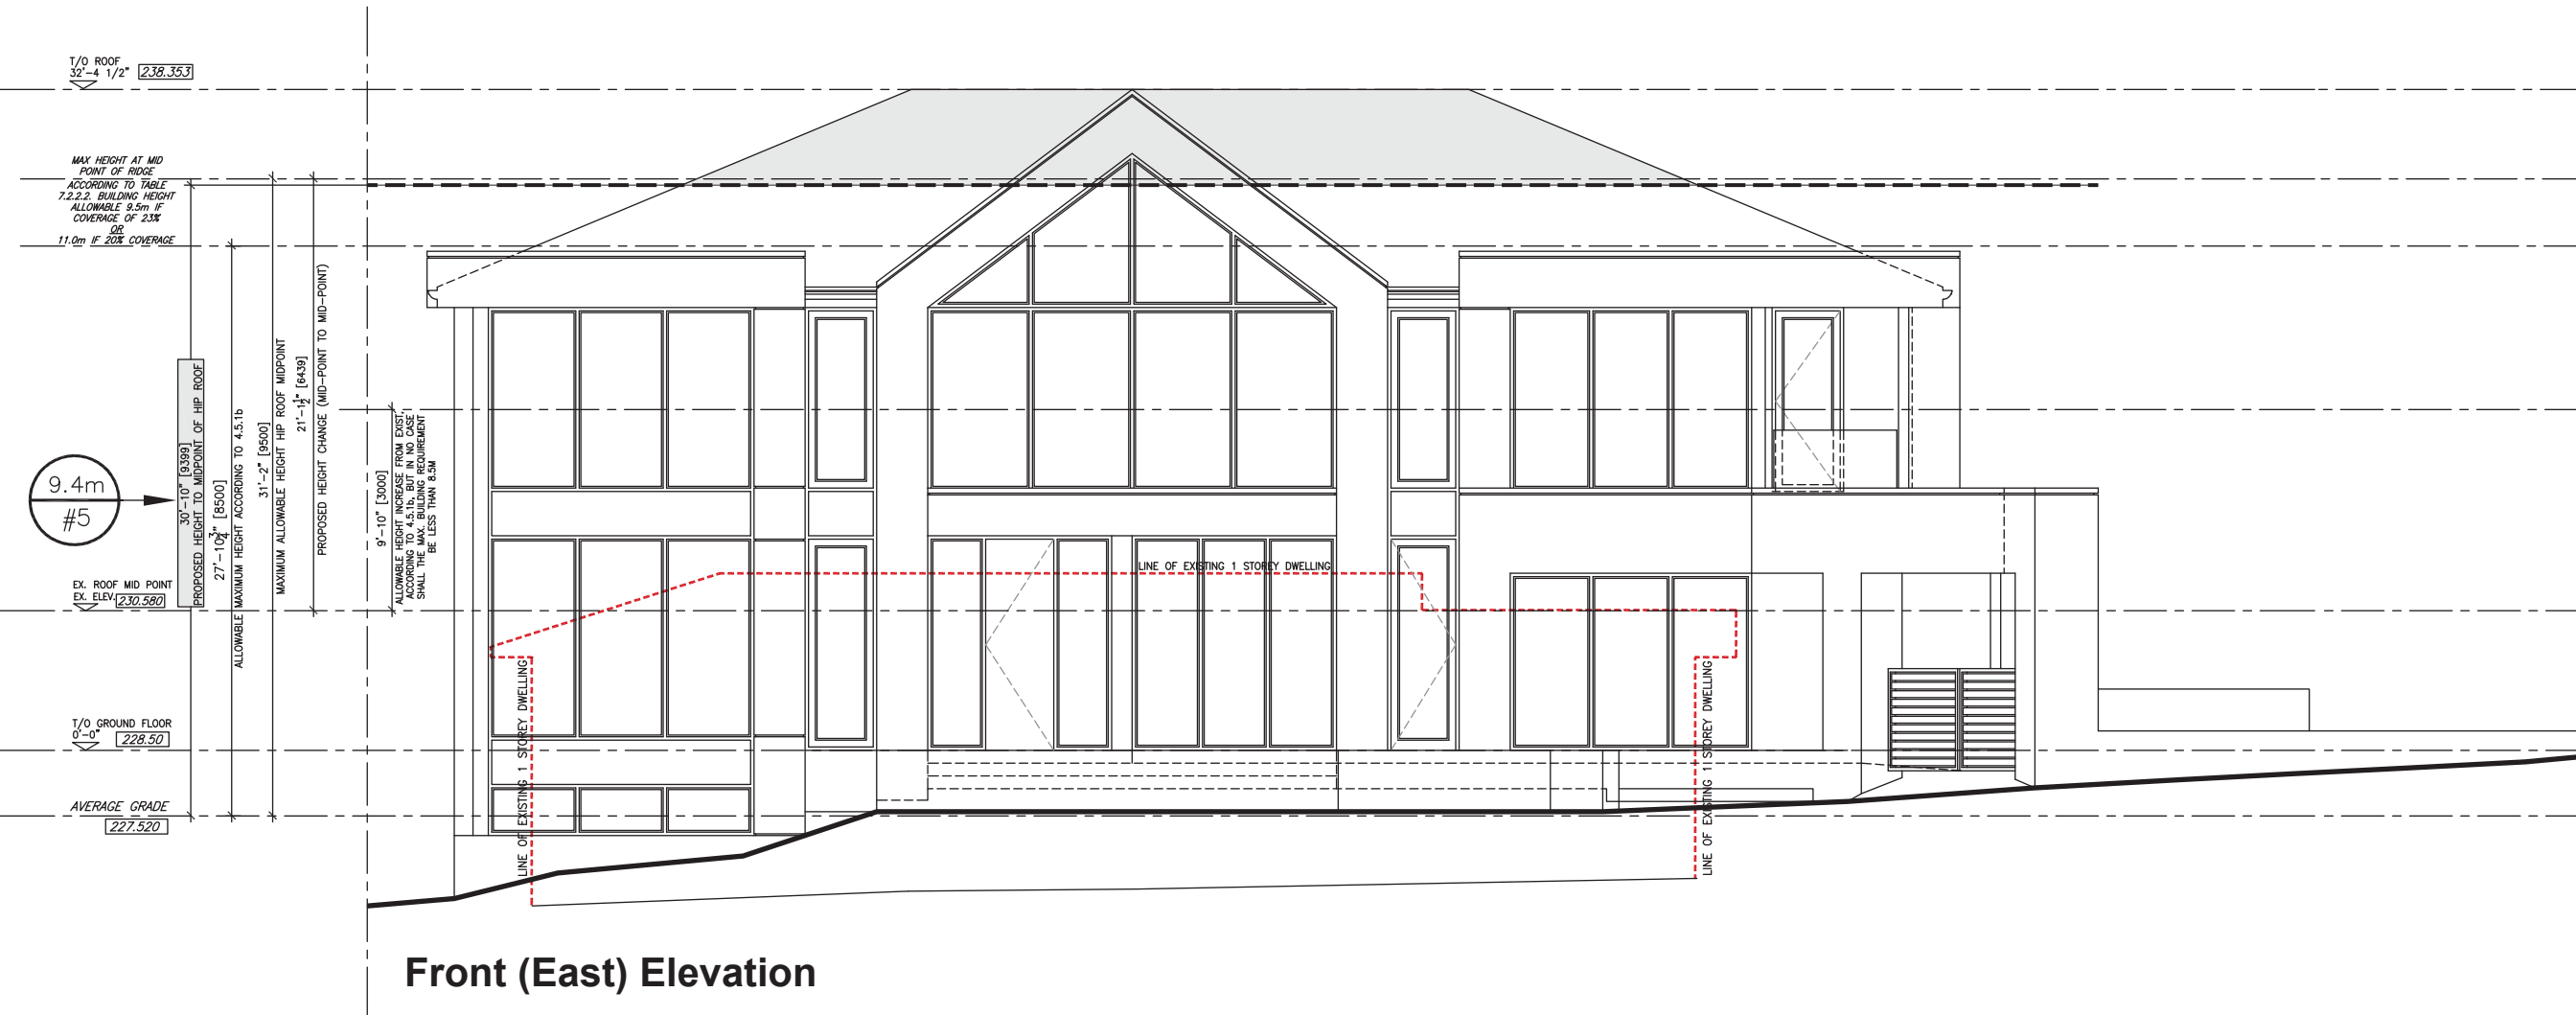 T/O ROOF
32'-4 1/2" 238.353
MAX HEIGHT AT MID
POINT OF RIDGE
ACCORDING TO TABLE
7.2.2.2. BUILDING HEIGHT
ALLOWABLE 9.5m IF
COVERAGE OF 23%
OR
11.0m IF 20% COVERAGE
9.4m
#5
30'-10" [9399]
PROPOSED HEIGHT TO MIDPOINT OF HIP ROOF
27'-10 3/4" [8500]
ALLOWABLE MAXIMUM HEIGHT ACCORDING TO 4.5.1b
31'-2" [9500]
MAXIMUM ALLOWABLE HEIGHT HIP ROOF MIDPOINT
21'-1 1/2" [6439]
PROPOSED HEIGHT CHANGE (MID-POINT TO MID-POINT)
9'-10" [3000]
ALLOWABLE HEIGHT INCREASE FROM EXIST,
ACCORDING TO 4.5.1b, BUT IN NO CASE
SHALL THE MAX. BUILDING REQUIREMENT
BE LESS THAN 8.5M
EX. ROOF MID POINT
EX. ELEV. 230.580
T/O GROUND FLOOR
0'-0" 228.50
AVERAGE GRADE
227.520
LINE OF EXISTING 1 STOREY DWELLING
LINE OF EXISTING 1 STOREY DWELLING
LINE OF EXISTING 1 STOREY DWELLING
Front (East) Elevation